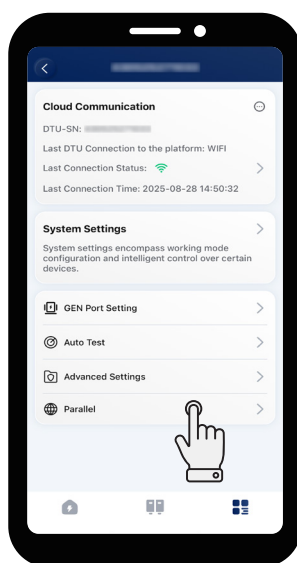 Cloud Communication
DTU-SN:
Last DTU Connection to the platform: WIFI
Last Connection Status:
Last Connection Time: 2025-08-28 14:50:32
System Settings
System settings encompass working mode
configuration and intelligent control over certain
devices.
GEN Port Setting
Auto Test
Advanced Settings
Parallel